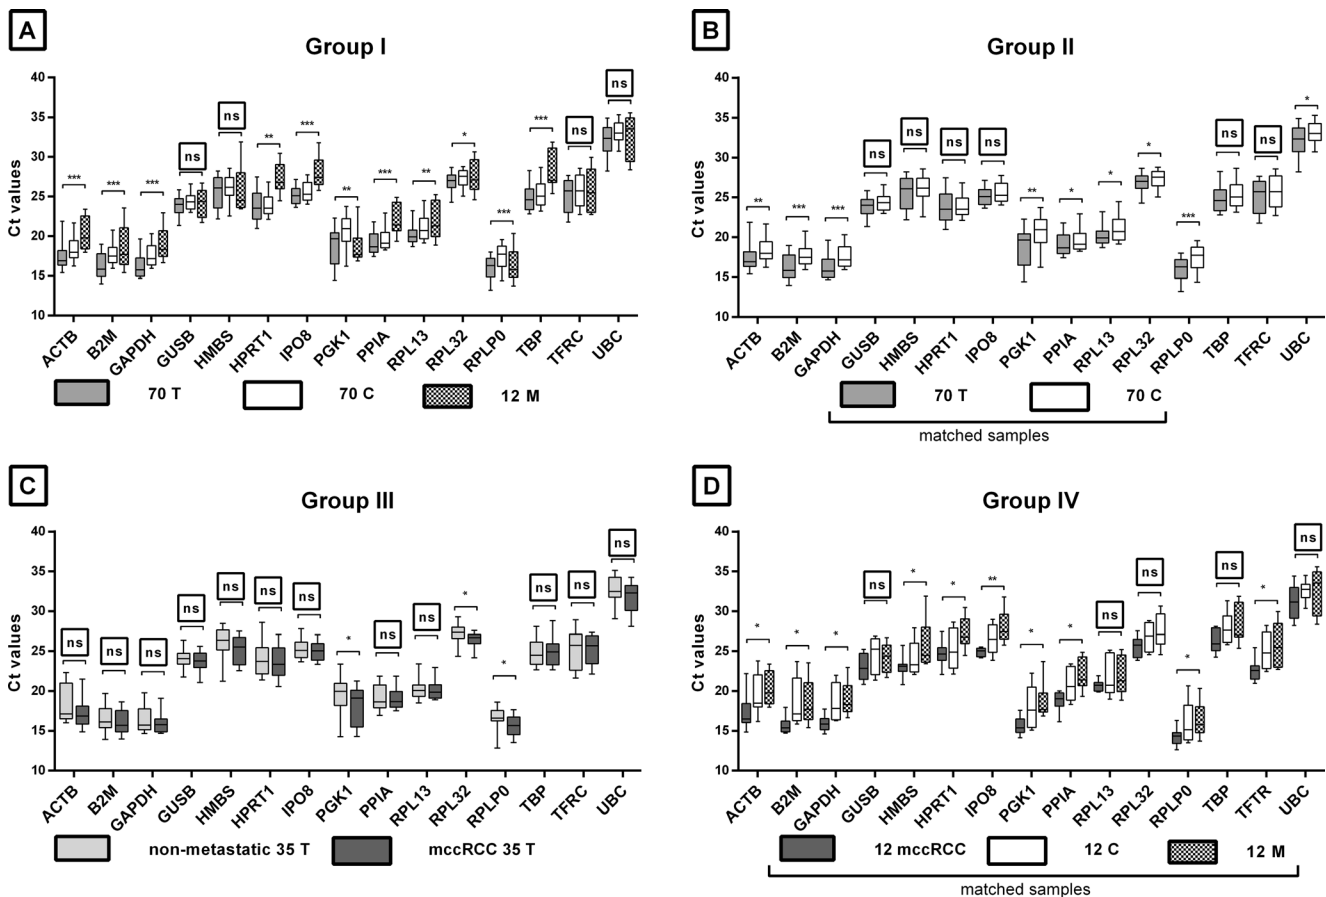 A
Group I
Ct values
40
35
30
25
20
15
10
***
***
***
ns
ns
**
***
**
***
**
*
***
***
ns
ns
ACTB
B2M
GAPDH
GUSB
HMBS
HPRT1
IPO8
PGK1
PPIA
RPL13
RPL32
RPLP0
TBP
TFRC
UBC
70 T
70 C
12 M
B
Group II
Ct values
40
35
30
25
20
15
10
**
***
***
ns
ns
ns
ns
**
*
*
*
***
ns
ns
*
ACTB
B2M
GAPDH
GUSB
HMBS
HPRT1
IPO8
PGK1
PPIA
RPL13
RPL32
RPLP0
TBP
TFRC
UBC
70 T
70 C
matched samples
C
Group III
Ct values
40
35
30
25
20
15
10
ns
ns
ns
ns
ns
ns
ns
*
ns
ns
*
*
ns
ns
ns
ACTB
B2M
GAPDH
GUSB
HMBS
HPRT1
IPO8
PGK1
PPIA
RPL13
RPL32
RPLP0
TBP
TFRC
UBC
non-metastatic 35 T
mccRCC 35 T
D
Group IV
Ct values
40
35
30
25
20
15
10
*
*
*
ns
*
*
**
*
*
ns
ns
*
ns
*
ns
ACTB
B2M
GAPDH
GUSB
HMBS
HPRT1
IPO8
PGK1
PPIA
RPL13
RPL32
RPLP0
TBP
TFTR
UBC
12 mccRCC
12 C
12 M
matched samples